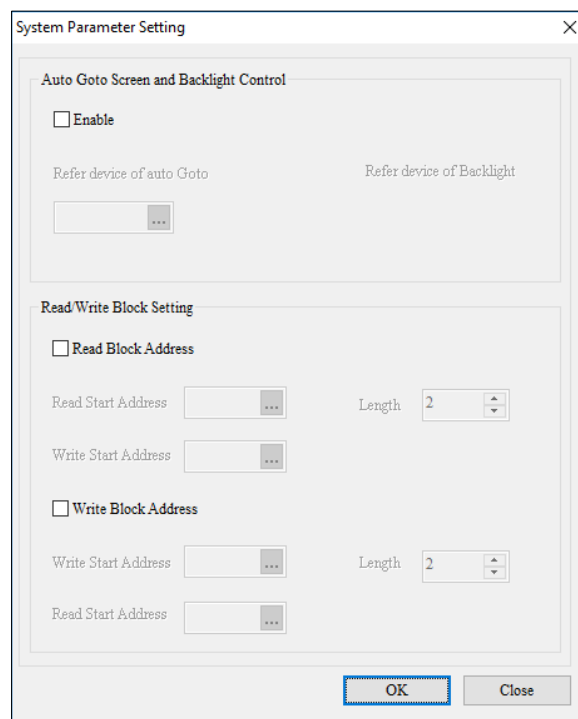 System Parameter Setting
Auto Goto Screen and Backlight Control
Enable
Refer device of auto Goto
Refer device of Backlight
...
Read/Write Block Setting
Read Block Address
Read Start Address ... Length 2
Write Start Address ...
Write Block Address
Write Start Address ... Length 2
Read Start Address ...
OK Close